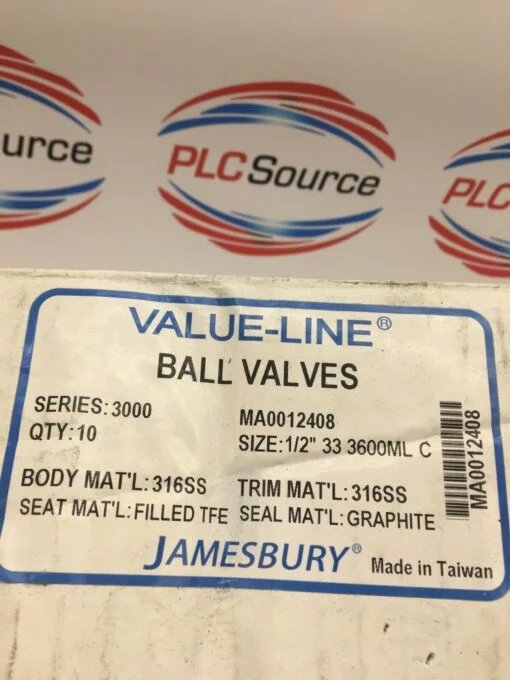 urce
PLCSource
PLC
VALUE-LINE®
BALL VALVES
SERIES: 3000
QTY: 10
MA0012408
SIZE: 1/2" 33 3600ML C
BODY MAT'L: 316SS
TRIM MAT'L: 316SS
SEAT MAT'L: FILLED TFE
SEAL MAT'L: GRAPHITE
MA0012408
JAMESBURY®
Made in Taiwan